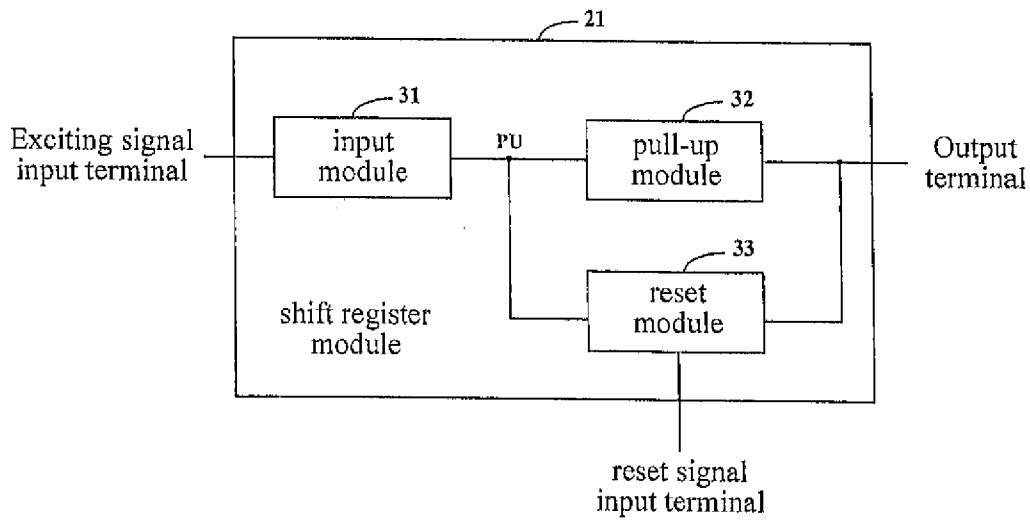 21
31
32
Exciting signal
input terminal
input
module
PU
pull-up
module
Output
terminal
33
reset
module
shift register
module
reset signal
input terminal